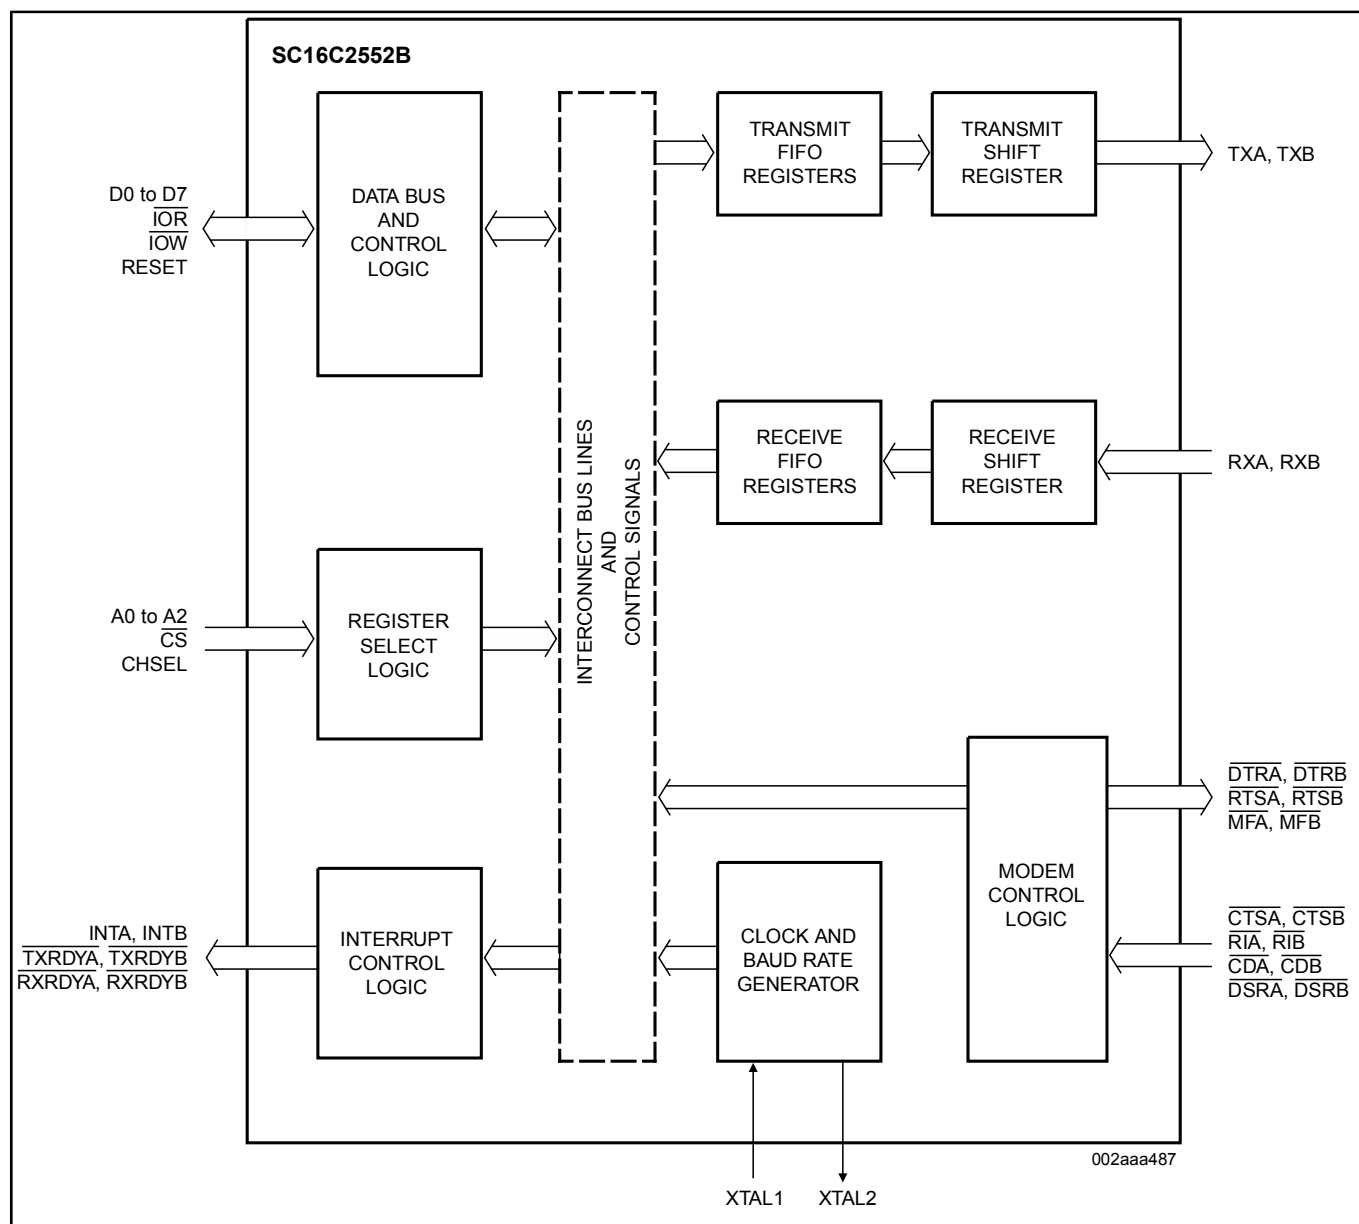 SC16C2552B
D0 to D7
IOR
IOW
RESET
DATA BUS
AND
CONTROL
LOGIC
TRANSMIT
FIFO
REGISTERS
TRANSMIT
SHIFT
REGISTER
TXA, TXB
INTERCONNECT BUS LINES
AND
CONTROL SIGNALS
RECEIVE
FIFO
REGISTERS
RECEIVE
SHIFT
REGISTER
RXA, RXB
A0 to A2
CS
CHSEL
REGISTER
SELECT
LOGIC
DTRA, DTRB
RTSA, RTSB
MFA, MFB
MODEM
CONTROL
LOGIC
CTSA, CTSB
RIA, RIB
CDA, CDB
DSRA, DSRB
INTA, INTB
TXRDYA, TXRDYB
RXRDYA, RXRDYB
INTERRUPT
CONTROL
LOGIC
CLOCK AND
BAUD RATE
GENERATOR
XTAL1
XTAL2
002aaa487